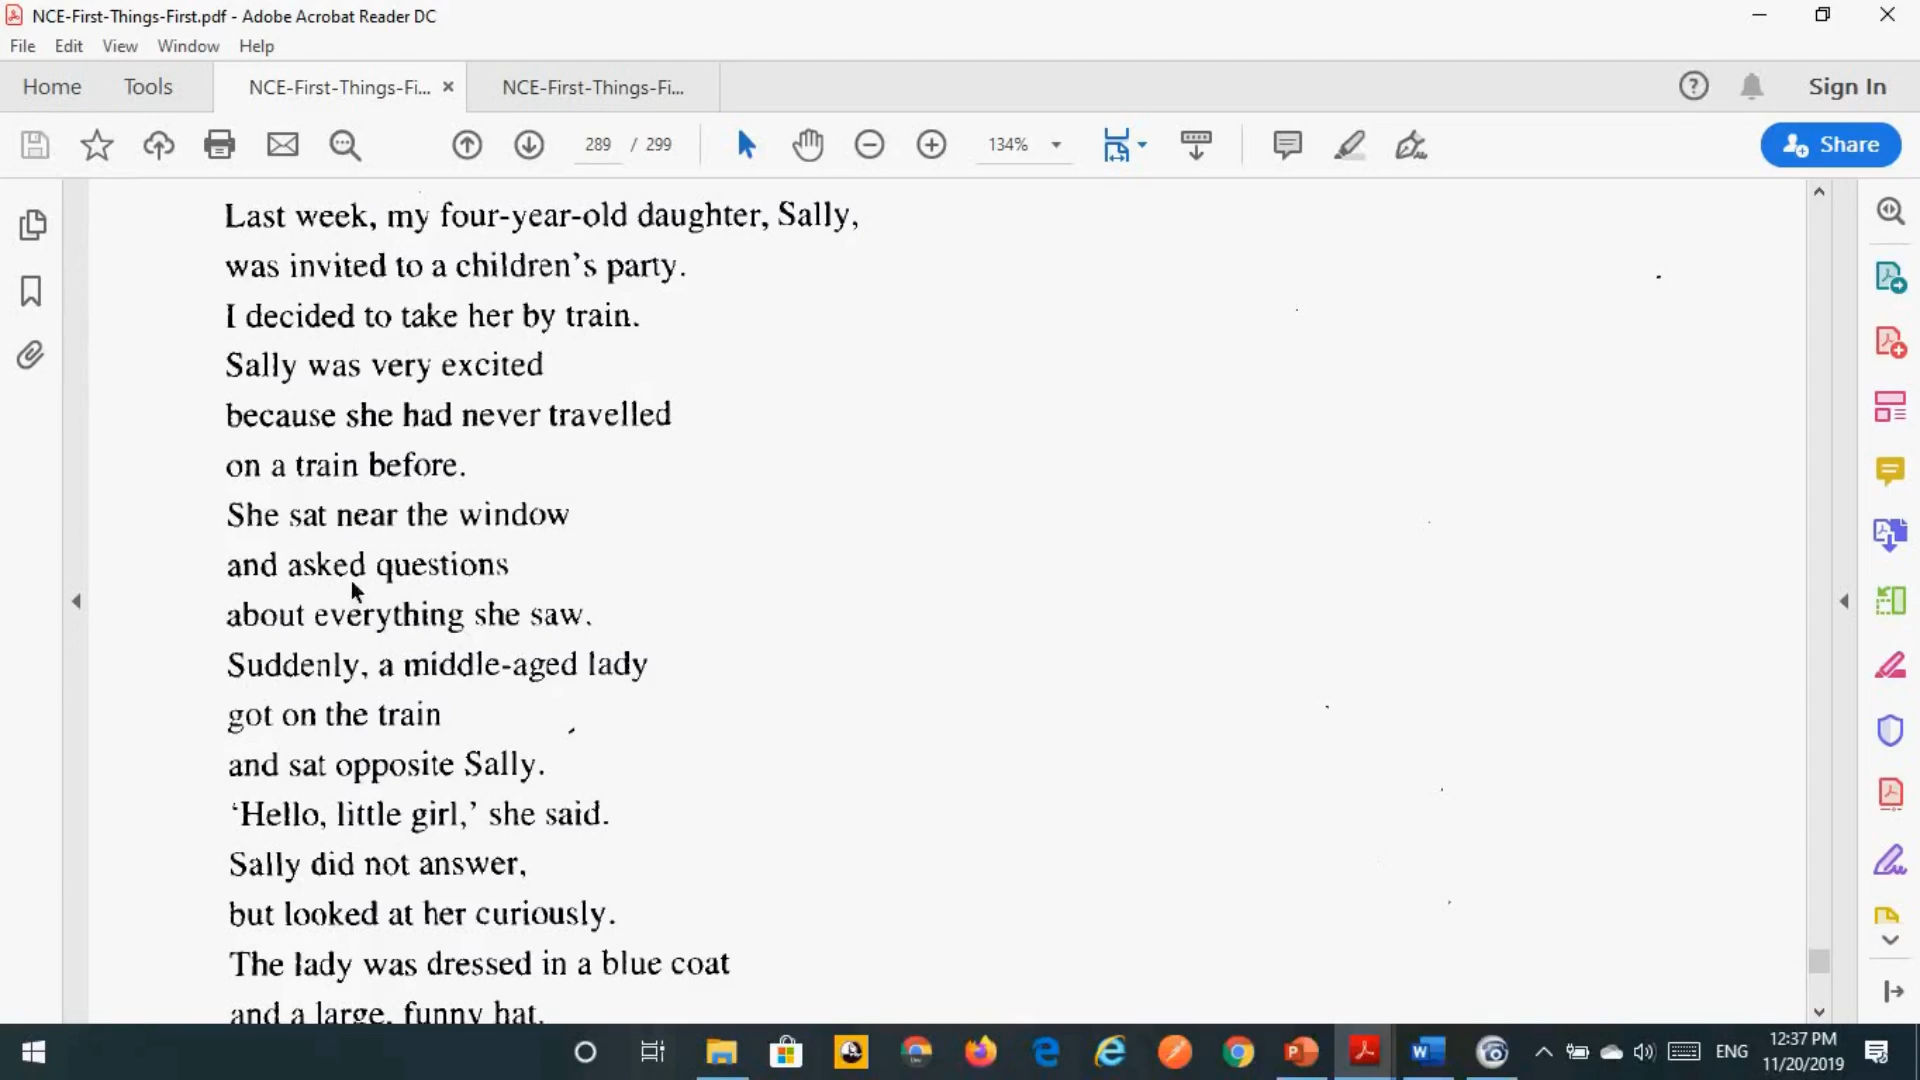 NCE-First-Things-First.pdf - Adobe Acrobat Reader DC
File Edit View Window Help
Home Tools NCE-First-Things-Fi... × NCE-First-Things-Fi... Sign In
289 / 299 134% Share
Last week, my four-year-old daughter, Sally,
was invited to a children’s party.
I decided to take her by train.
Sally was very excited
because she had never travelled
on a train before.
She sat near the window
and asked questions
about everything she saw.
Suddenly, a middle-aged lady
got on the train
and sat opposite Sally.
‘Hello, little girl,’ she said.
Sally did not answer,
but looked at her curiously.
The lady was dressed in a blue coat
and a large, funny hat.
ENG 12:37 PM
11/20/2019